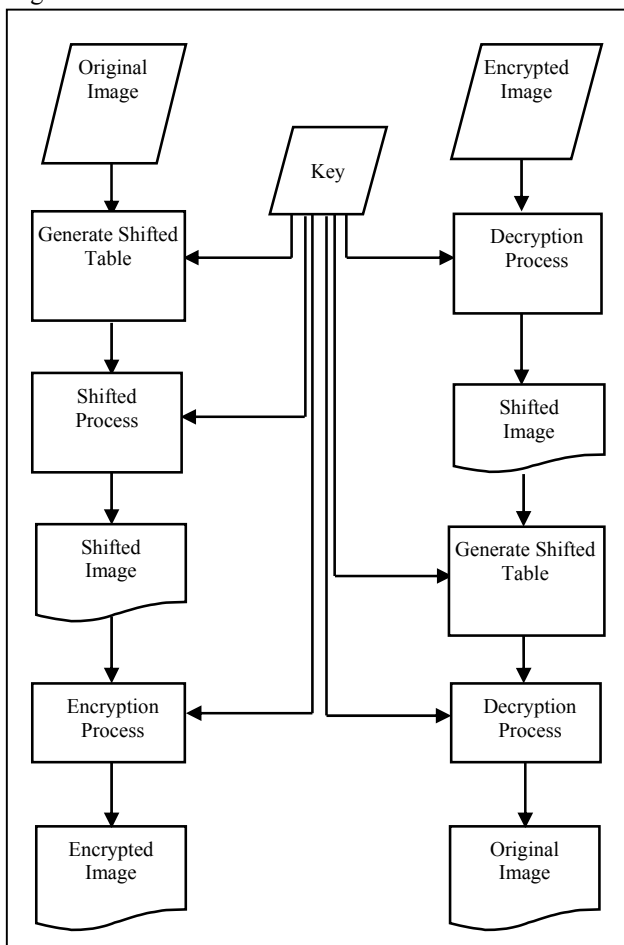 Original
Image
Generate Shifted
Table
Shifted
Process
Shifted
Image
Encryption
Process
Encrypted
Image
Key
Encrypted
Image
Decryption
Process
Shifted
Image
Generate Shifted
Table
Decryption
Process
Original
Image